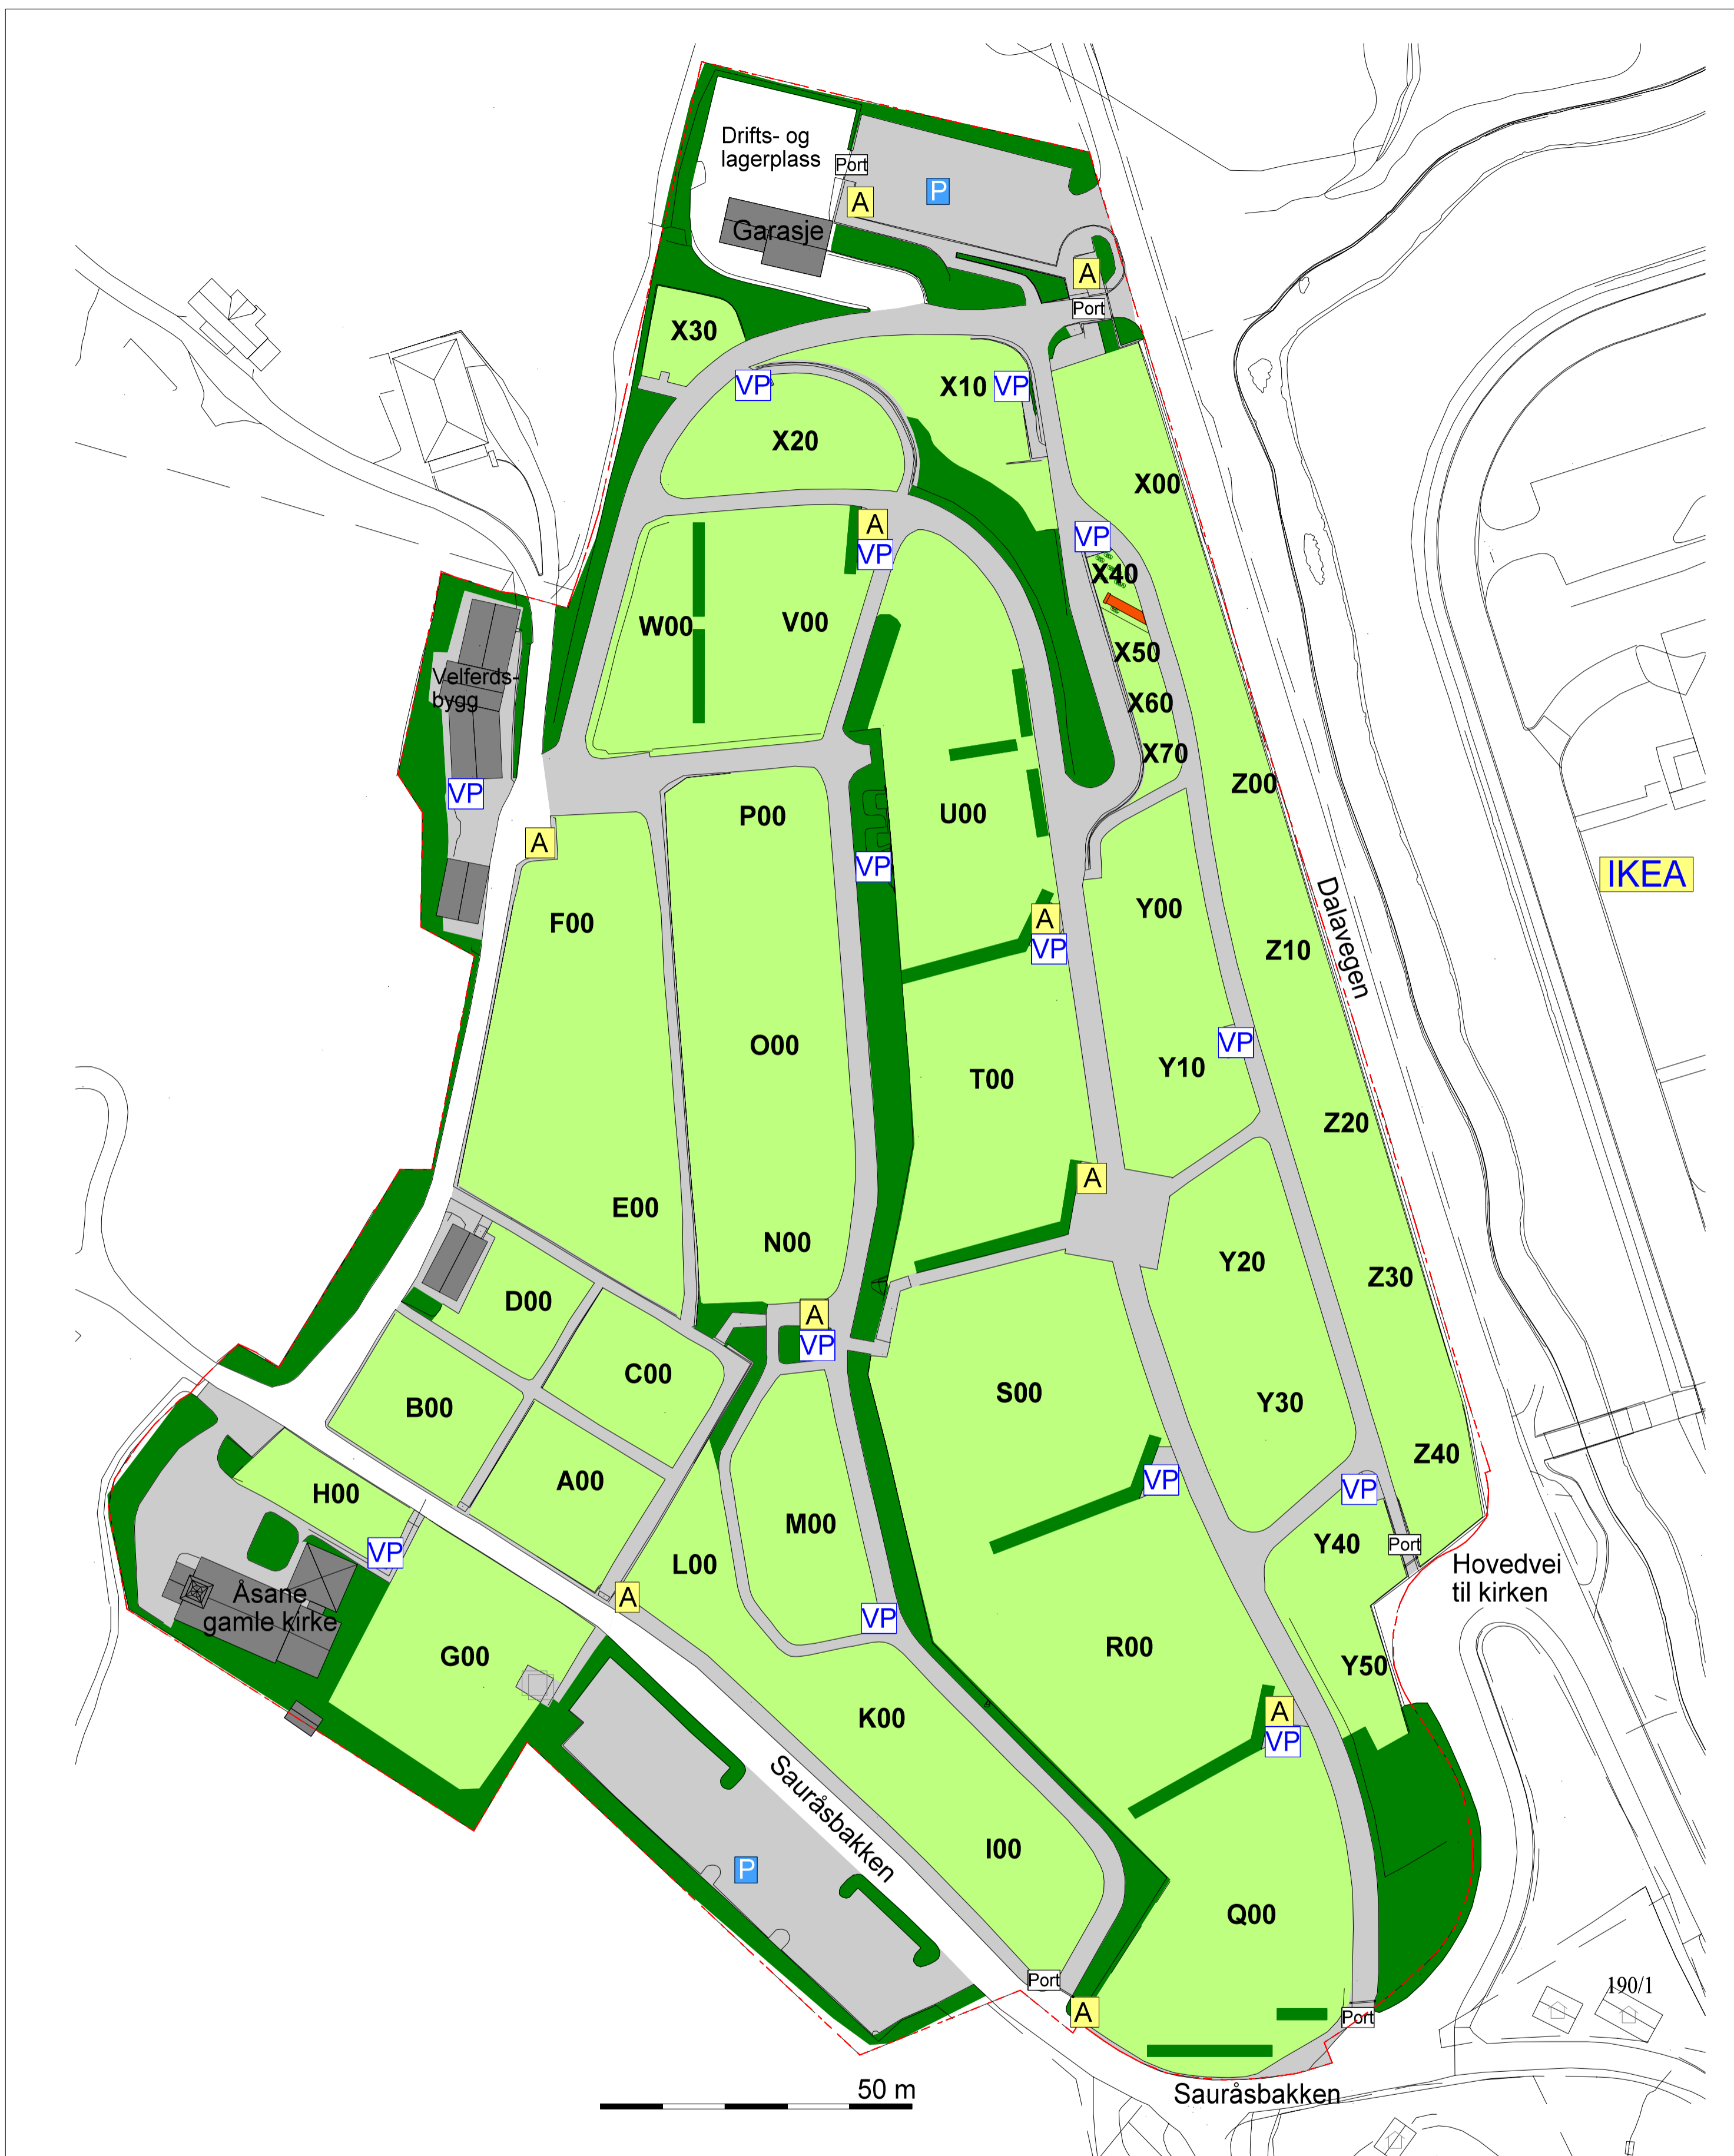 Drifts- og
lagerplass
Port
P
A
Garasje
A
Port
X30
VP
X10
VP
X20
X00
A
VP
VP
X40
W00
V00
X50
Velferds-
bygg
X60
X70
Z00
VP
P00
U00
A
VP
IKEA
F00
Y00
A
VP
Dalavegen
Z10
VP
O00
Y10
T00
Z20
A
E00
N00
Y20
Z30
D00
A
VP
C00
S00
Y30
B00
Z40
A00
H00
VP
VP
M00
Y40
Port
VP
L00
Hovedvei
til kirken
Åsane
gamle kirke
A
VP
R00
G00
Y50
K00
A
VP
Sauråsbakken
I00
P
Q00
Port
190/1
A
Port
50 m
Sauråsbakken